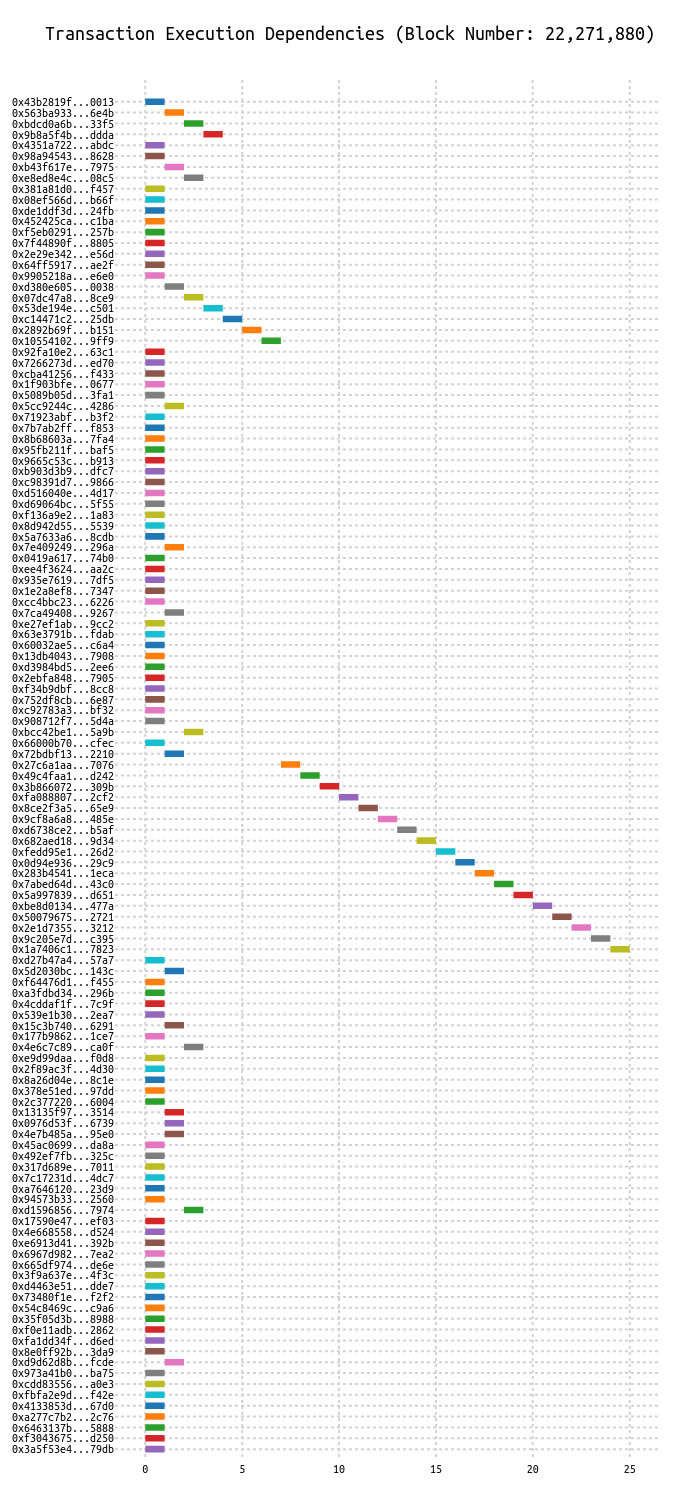 Transaction Execution Dependencies (Block Number: 22,271,880)
0x43b2819f...0013
0x563ba933...6e4b
0xbdcd0a6b...33f5
0x9b8a5f4b...ddda
0x4351a722...abdc
0x98a94543...8628
0xb43f617e...7975
0xe8ed8e4c...08c5
0x381a81d0...f457
0x08ef566d...b66f
0xde1ddf3d...24fb
0x452425ca...c1ba
0xf5eb0291...257b
0x7f44890f...8805
0x2e29e342...e56d
0x64ff5917...ae2f
0x9905218a...e6e0
0xd380e605...0038
0x07dc47a8...8ce9
0x53de194e...c501
0xc14471c2...25db
0x2892b69f...b151
0x10554102...9ff9
0x92fa10e2...63c1
0x7266273d...ed70
0xcba41256...f433
0x1f903bfe...0677
0x5089b05d...3fa1
0x5cc9244c...4286
0x71923abf...b3f2
0x7b7ab2ff...f853
0x8b68603a...7fa4
0x95fb211f...baf5
0x9665c53c...b913
0xb903d3b9...dfc7
0xc98391d7...9866
0xd516040e...4d17
0xd69064bc...5f55
0xf136a9e2...1a83
0x8d942d55...5539
0x5a7633a6...8cdb
0x7e409249...296a
0x0419a617...74b0
0xee4f3624...aa2c
0x935e7619...7df5
0x1e2a8ef8...7347
0xcc4bbc23...6226
0x7ca49408...9267
0xe27ef1ab...9cc2
0x63e3791b...fdab
0x60032ae5...c6a4
0x13db4043...7908
0xd3984bd5...2ee6
0x2ebfa848...7905
0xf34b9dbf...8cc8
0x752df8cb...6e87
0xc92783a3...bf32
0x908712f7...5d4a
0xbcc42be1...5a9b
0x66000b70...cfec
0x72bdbf13...2210
0x27c6a1aa...7076
0x49c4faa1...d242
0x3b866072...309b
0xfa088807...2cf2
0x8ce2f3a5...65e9
0x9cf8a6a8...485e
0xd6738ce2...b5af
0x682aed18...9d34
0xfedd95e1...26d2
0x0d94e936...29c9
0x283b4541...1eca
0x7abed64d...43c0
0x5a997839...d651
0xbe8d0134...477a
0x50079675...2721
0x2e1d7355...3212
0x9c205e7d...c395
0x1a7406c1...7823
0xd27b47a4...57a7
0x5d2030bc...143c
0xf64476d1...f455
0xa3fdbd34...296b
0x4cddaf1f...7c9f
0x539e1b30...2ea7
0x15c3b740...6291
0x177b9862...1ce7
0x4e6c7c89...ca0f
0xe9d99daa...f0d8
0x2f89ac3f...4d30
0x8a26d04e...8c1e
0x378e51ed...97dd
0x2c377220...6004
0x13135f97...3514
0x0976d53f...6739
0x4e7b485a...95e0
0x45ac0699...da8a
0x492ef7fb...325c
0x317d689e...7011
0x7c17231d...4dc7
0xa7646120...23d9
0x94573b33...2560
0xd1596856...7974
0x17590e47...ef03
0x4e668558...d524
0xe6913d41...392b
0x6967d982...7ea2
0x665df974...de6e
0x3f9a637e...4f3c
0xd4463e51...dde7
0x73480f1e...f2f2
0x54c8469c...c9a6
0x35f05d3b...8988
0xf0e11adb...2862
0xfa1dd34f...d6ed
0x8e0ff92b...3da9
0xd9d62d8b...fcde
0x973a41b0...ba75
0xcdd83556...a0e3
0xfbfa2e9d...f42e
0x4133853d...67d0
0xa277c7b2...2c76
0x6463137b...5888
0xf3043675...d250
0x3a5f53e4...79db
0 5 10 15 20 25